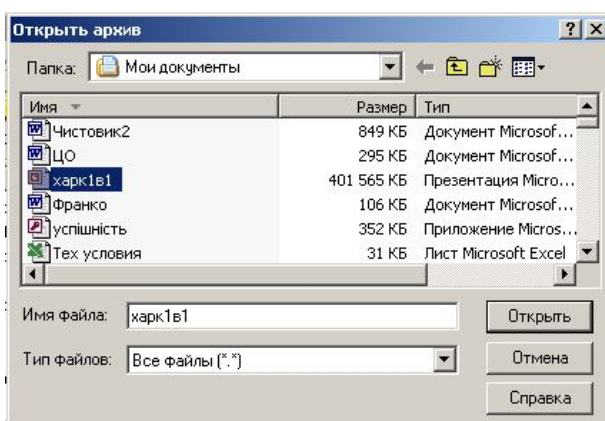 Открыть архив
Папка: Мои документы
Имя Размер Тип
Чистовик2 849 КБ Документ Microsof...
ЦО 295 КБ Документ Microsof...
харк1в1 401 565 КБ Презентация Micro...
Франко 106 КБ Документ Microsof...
успішність 352 КБ Приложение Micros...
Тех условия 31 КБ Лист Microsoft Excel
Имя файла: харк1в1 Открыть
Тип файлов: Все файлы (*.*) Отмена
Справка